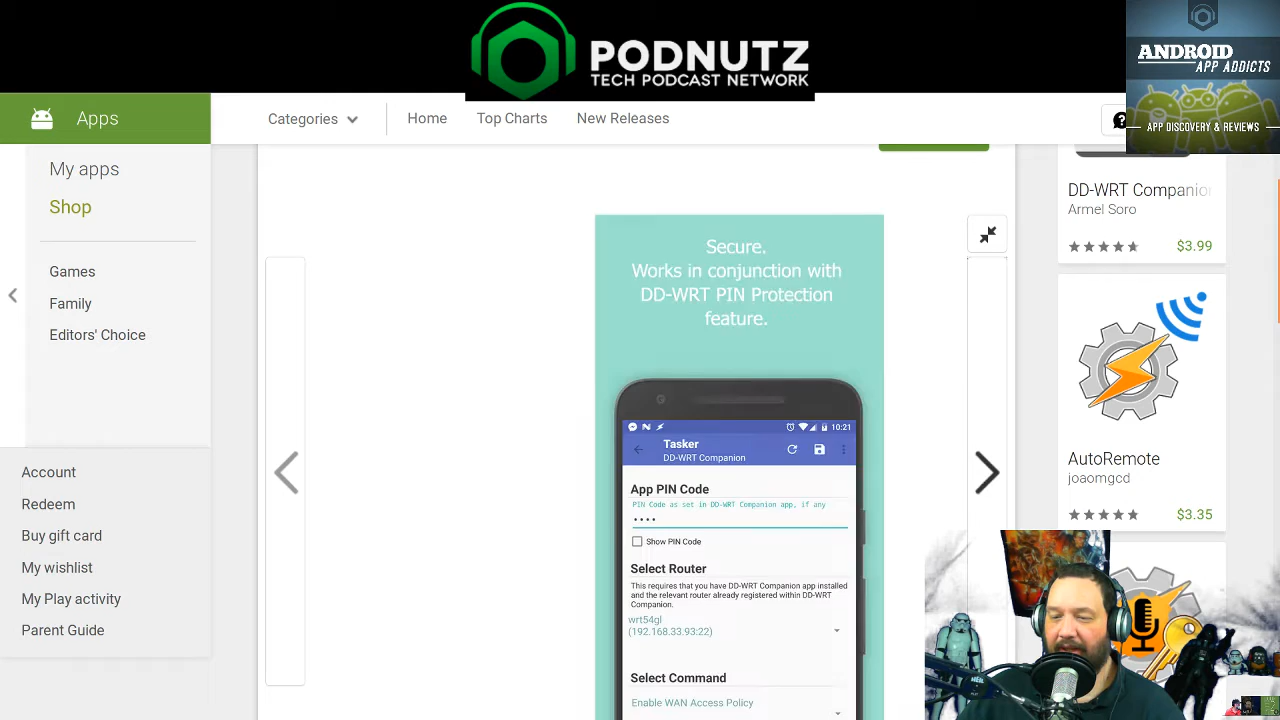 PODNUTZ
TECH PODCAST NETWORK
ANDROID
APP ADDICTS
APP DISCOVERY & REVIEWS
Apps
Categories
Home
Top Charts
New Releases
My apps
Shop
Games
Family
Editors' Choice
Account
Redeem
Buy gift card
My wishlist
My Play activity
Parent Guide
Secure.
Works in conjunction with
DD-WRT PIN Protection
feature.
10:21
Tasker
DD-WRT Companion
App PIN Code
PIN Code as set in DD-WRT Companion app, if any
••••
Show PIN Code
Select Router
This requires that you have DD-WRT Companion app installed
and the relevant router already registered within DD-WRT
Companion.
wrt54gl
(192.168.33.93:22)
Select Command
Enable WAN Access Policy
DD-WRT Companio
Armel Soro
$3.99
AutoRemote
joaomgcd
$3.35